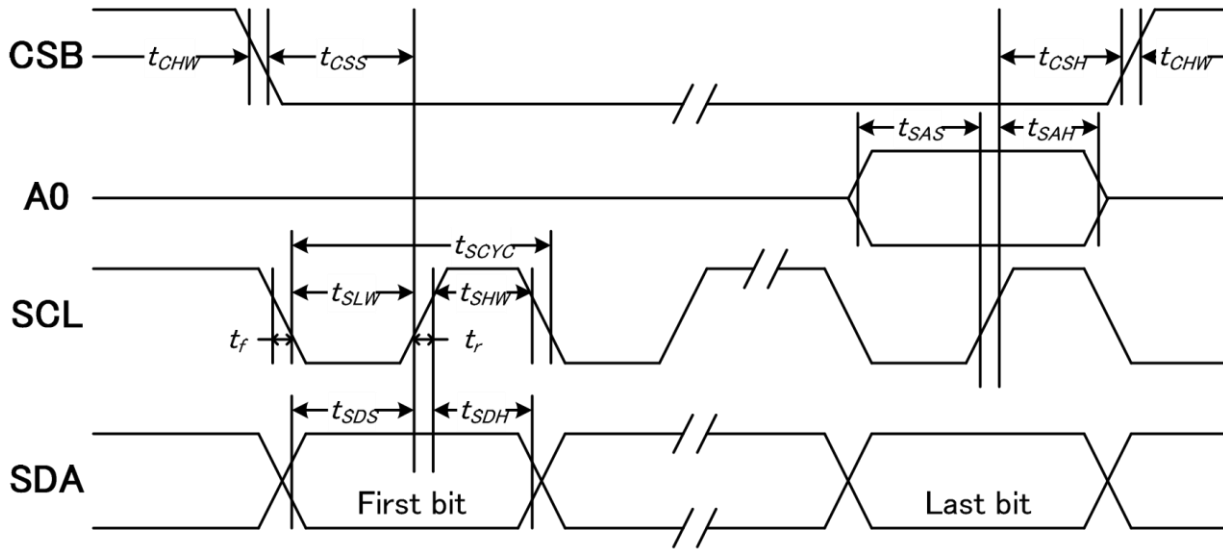 CSB
tCHW
tCSS
tCSH
tCHW
tSAS
tSAH
A0
tSCYC
tSLW
tSHW
SCL
tf
tr
tSDS
tSDH
SDA
First bit
Last bit